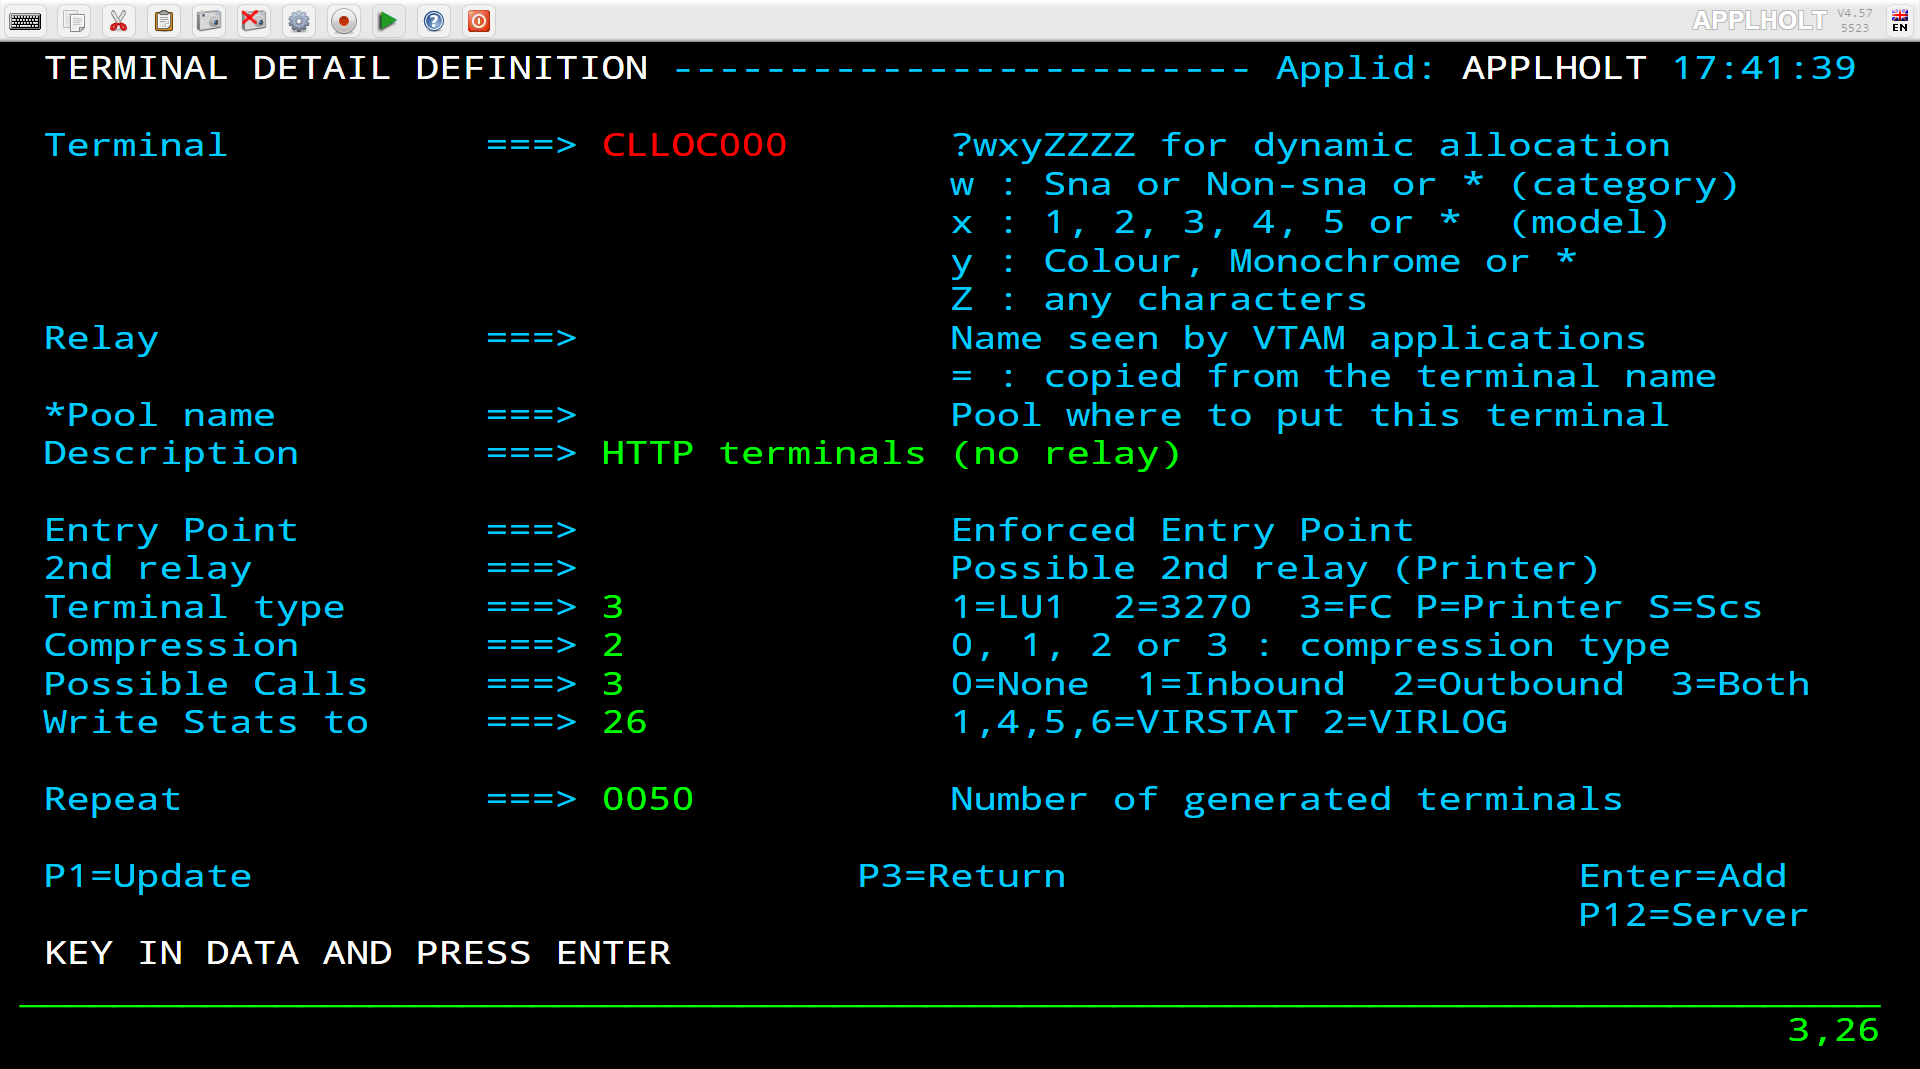 APPLHOLT V4.57 5523 EN
TERMINAL DETAIL DEFINITION ------------------------- Applid: APPLHOLT 17:41:39
Terminal ===> CLLOC000 ?wxyZZZZ for dynamic allocation
w : Sna or Non-sna or * (category)
x : 1, 2, 3, 4, 5 or * (model)
y : Colour, Monochrome or *
Z : any characters
Relay ===> Name seen by VTAM applications
= : copied from the terminal name
*Pool name ===> Pool where to put this terminal
Description ===> HTTP terminals (no relay)
Entry Point ===> Enforced Entry Point
2nd relay ===> Possible 2nd relay (Printer)
Terminal type ===> 3 1=LU1 2=3270 3=FC P=Printer S=Scs
Compression ===> 2 0, 1, 2 or 3 : compression type
Possible Calls ===> 3 0=None 1=Inbound 2=Outbound 3=Both
Write Stats to ===> 26 1,4,5,6=VIRSTAT 2=VIRLOG
Repeat ===> 0050 Number of generated terminals
P1=Update P3=Return Enter=Add
P12=Server
KEY IN DATA AND PRESS ENTER
3,26